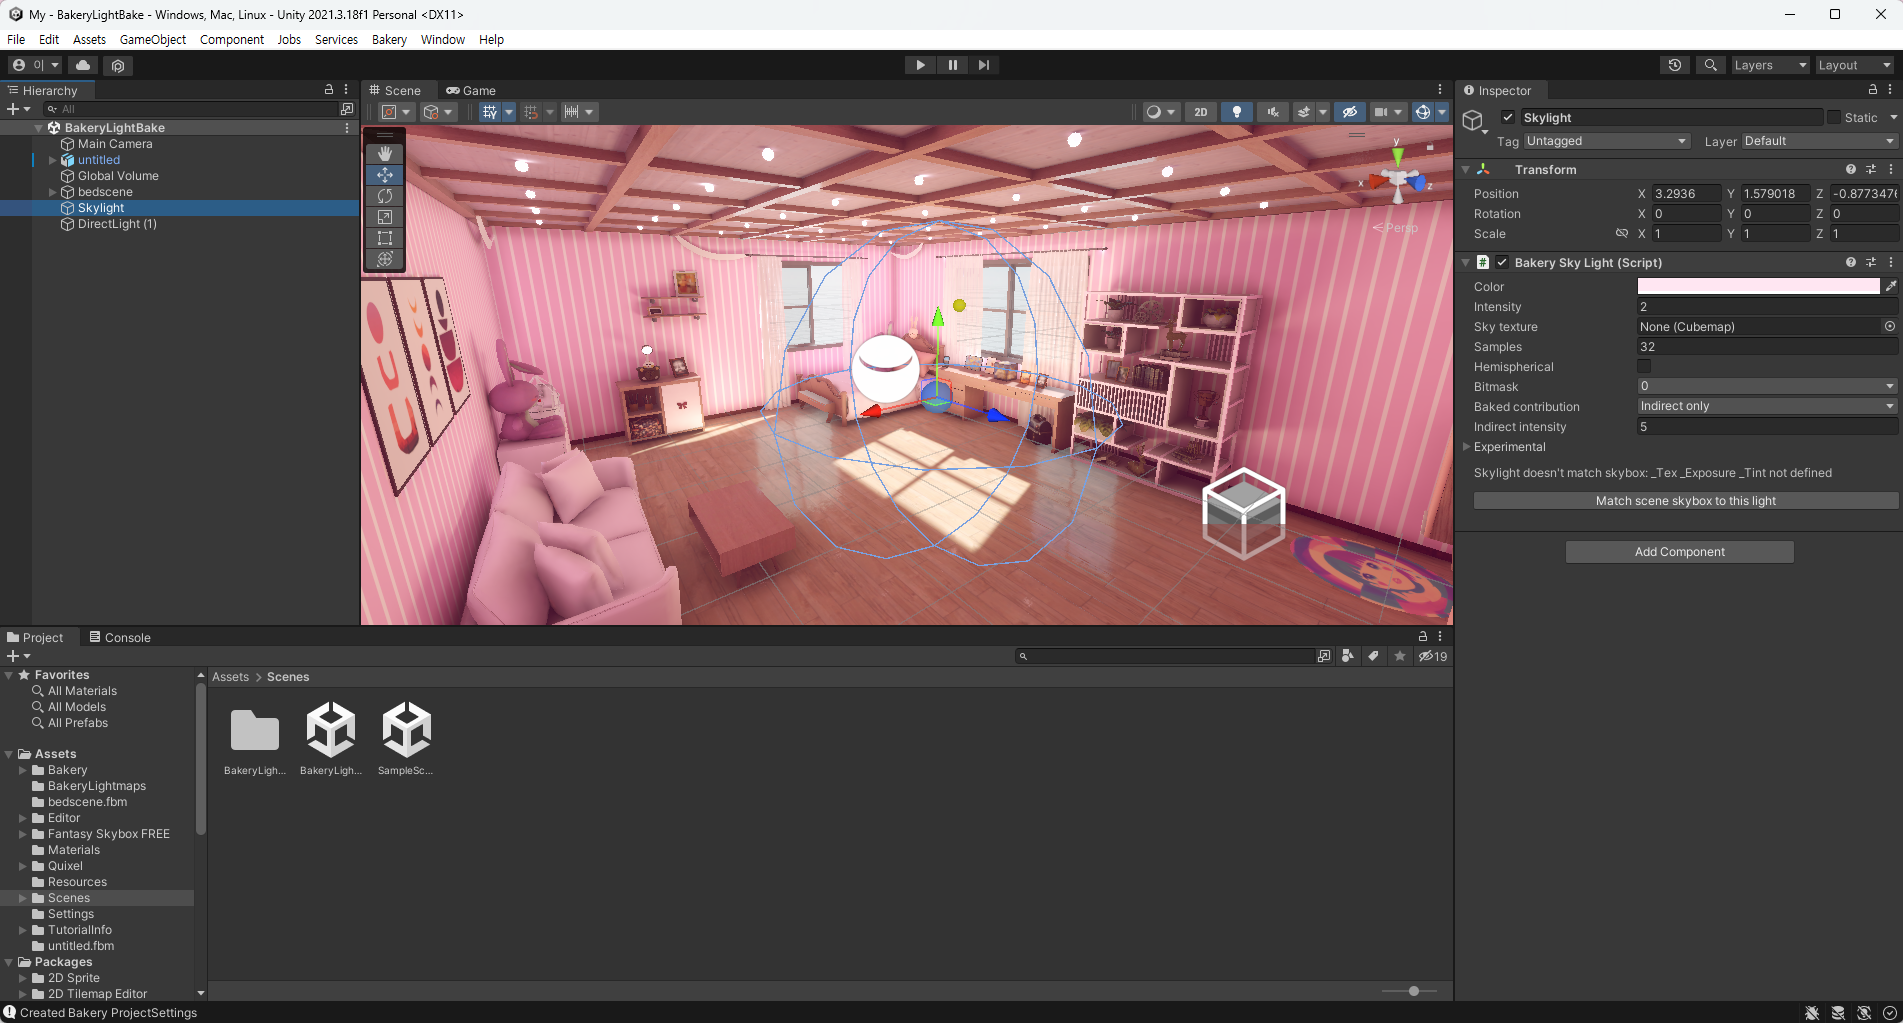 My - BakeryLightBake - Windows, Mac, Linux - Unity 2021.3.18f1 Personal <DX11>
File Edit Assets GameObject Component Jobs Services Bakery Window Help
Layers Layout
Hierarchy
All
BakeryLightBake
Main Camera
untitled
Global Volume
bedscene
Skylight
DirectLight (1)
Scene Game
2D
y
x
z
Persp
Inspector
Skylight Static
Tag Untagged Layer Default
Transform
Position X 3.2936 Y 1.579018 Z -0.8773476
Rotation X 0 Y 0 Z 0
Scale X 1 Y 1 Z 1
# Bakery Sky Light (Script)
Color
Intensity 2
Sky texture None (Cubemap)
Samples 32
Hemispherical
Bitmask 0
Baked contribution Indirect only
Indirect intensity 5
Experimental
Skylight doesn't match skybox: _Tex _Exposure _Tint not defined
Match scene skybox to this light
Add Component
Project Console
19
Favorites
All Materials
All Models
All Prefabs
Assets
Bakery
BakeryLightmaps
bedscene.fbm
Editor
Fantasy Skybox FREE
Materials
Quixel
Resources
Scenes
Settings
TutorialInfo
untitled.fbm
Packages
2D Sprite
2D Tilemap Editor
Assets > Scenes
BakeryLigh... BakeryLigh... SampleSc...
Created Bakery ProjectSettings